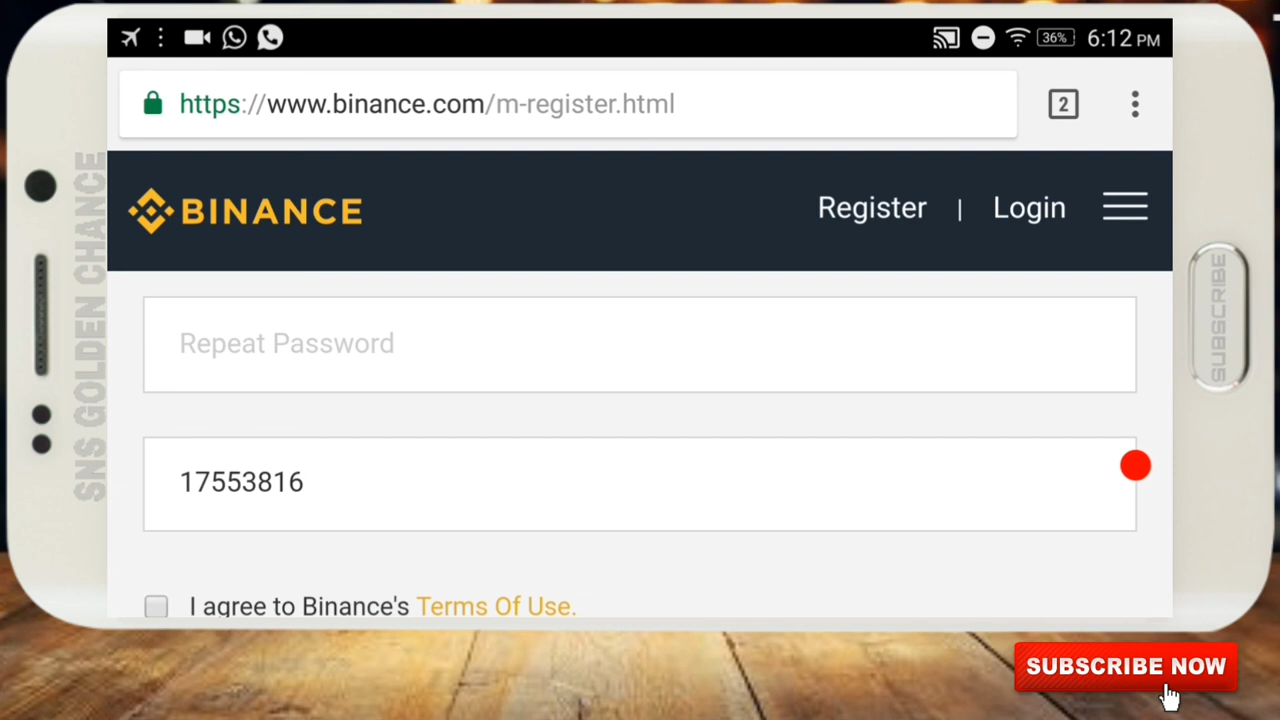 36%
6:12 PM
https://www.binance.com/m-register.html
2
BINANCE
Register | Login
Repeat Password
17553816
I agree to Binance's Terms Of Use.
SNS GOLDEN CHANCE
SUBSCRIBE
SUBSCRIBE NOW